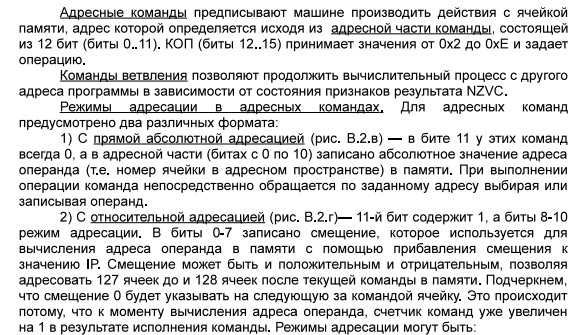 Адресные команды предписывают машине производить действия с ячейкой
памяти, адрес которой определяется исходя из адресной части команды, состоящей
из 12 бит (биты 0..11). КОП (биты 12..15) принимает значения от 0x2 до 0xE и задает
операцию.
Команды ветвления позволяют продолжить вычислительный процесс с другого
адреса программы в зависимости от состояния признаков результата NZVC.
Режимы адресации в адресных командах. Для адресных команд
предусмотрено два различных формата:
1) С прямой абсолютной адресацией (рис. В.2.в) — в бите 11 у этих команд
всегда 0, а в адресной части (битах с 0 по 10) записано абсолютное значение адреса
операнда (т.е. номер ячейки в адресном пространстве) в памяти. При выполнении
операции команда непосредственно обращается по заданному адресу выбирая или
записывая операнд.
2) С относительной адресацией (рис. В.2.г)— 11-й бит содержит 1, а биты 8-10
режим адресации. В биты 0-7 записано смещение, которое используется для
вычисления адреса операнда в памяти с помощью прибавления смещения к
значению IP. Смещение может быть и положительным и отрицательным, позволяя
адресовать 127 ячеек до и 128 ячеек после текущей команды в памяти. Подчеркнем,
что смещение 0 будет указывать на следующую за командой ячейку. Это происходит
потому, что к моменту вычисления адреса операнда, счетчик команд уже увеличен
на 1 в результате исполнения команды. Режимы адресации могут быть: